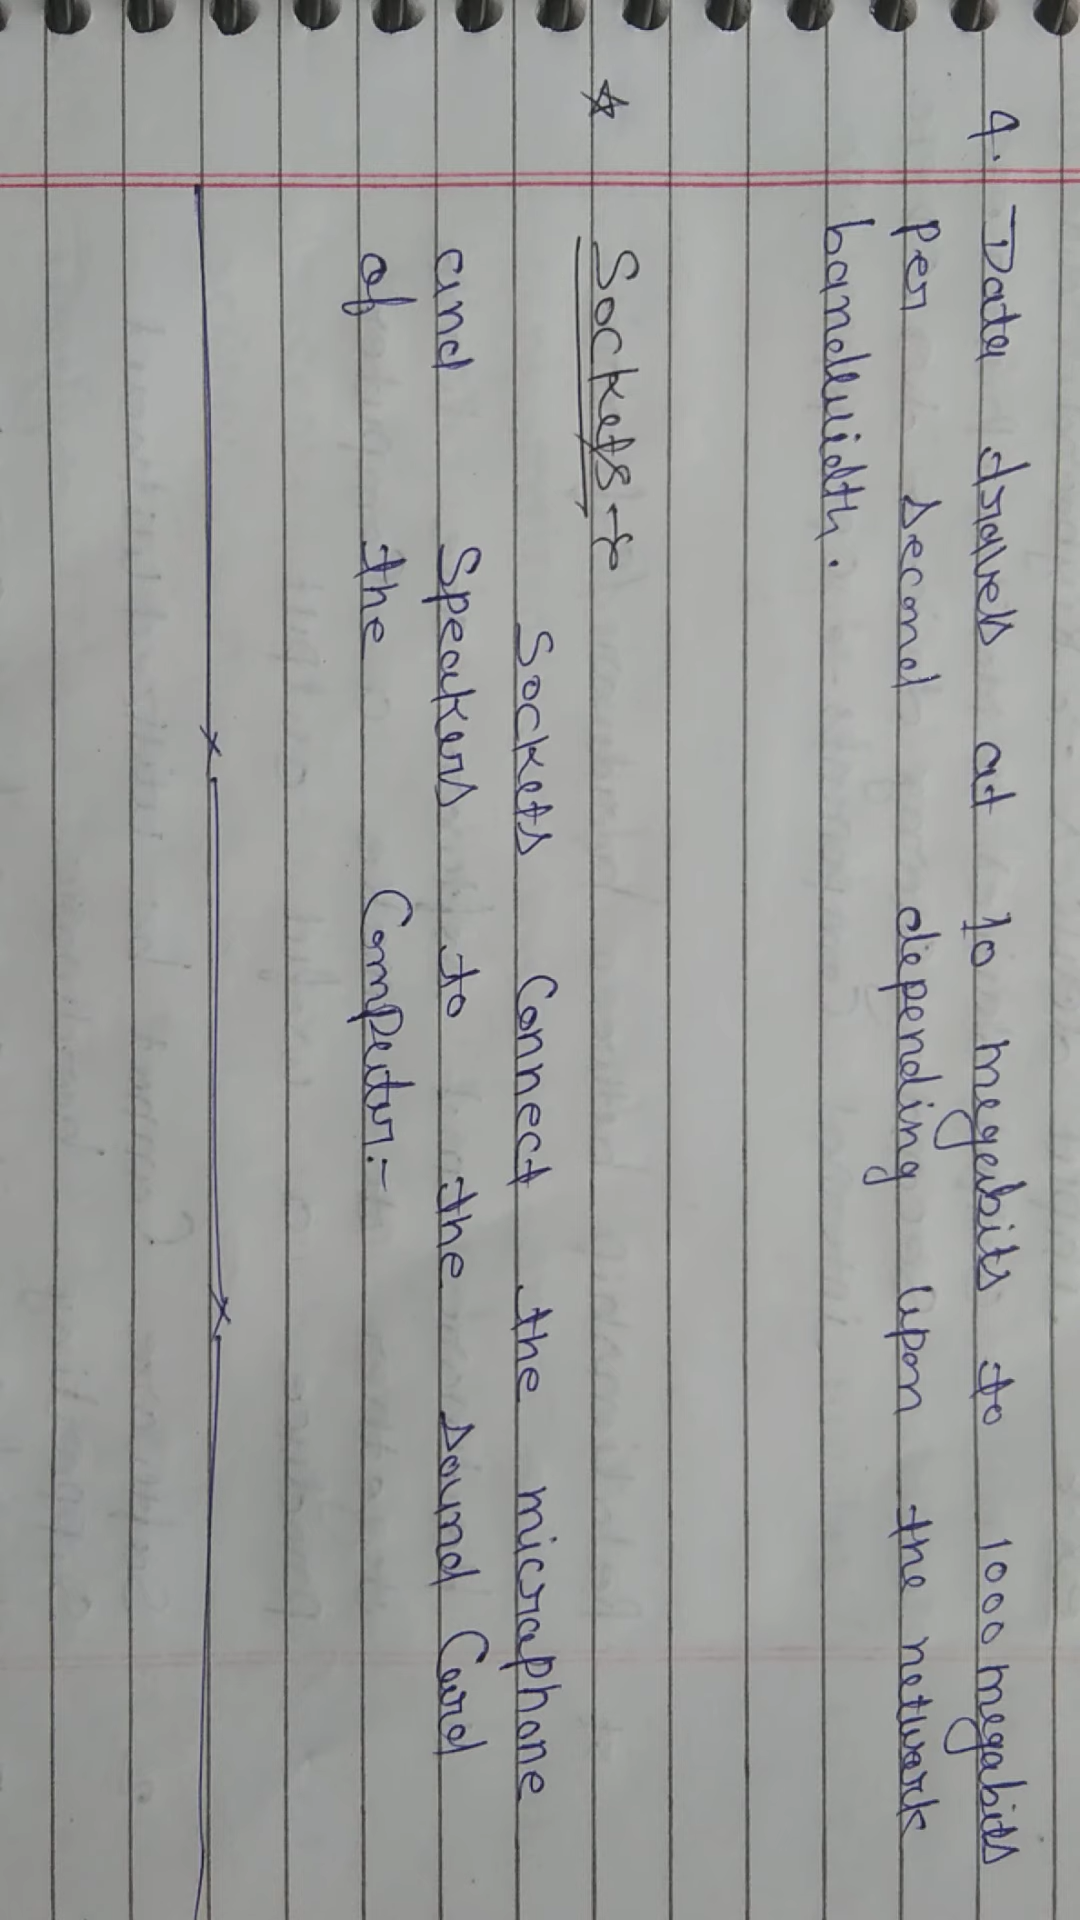 4. Data travels at 10 megabits to 1000 megabits
per second depending upon the network
bandwidth.
☆ Sockets :-
Sockets Connect the microphone
and Speakers to the sound Card
of the Computer :-